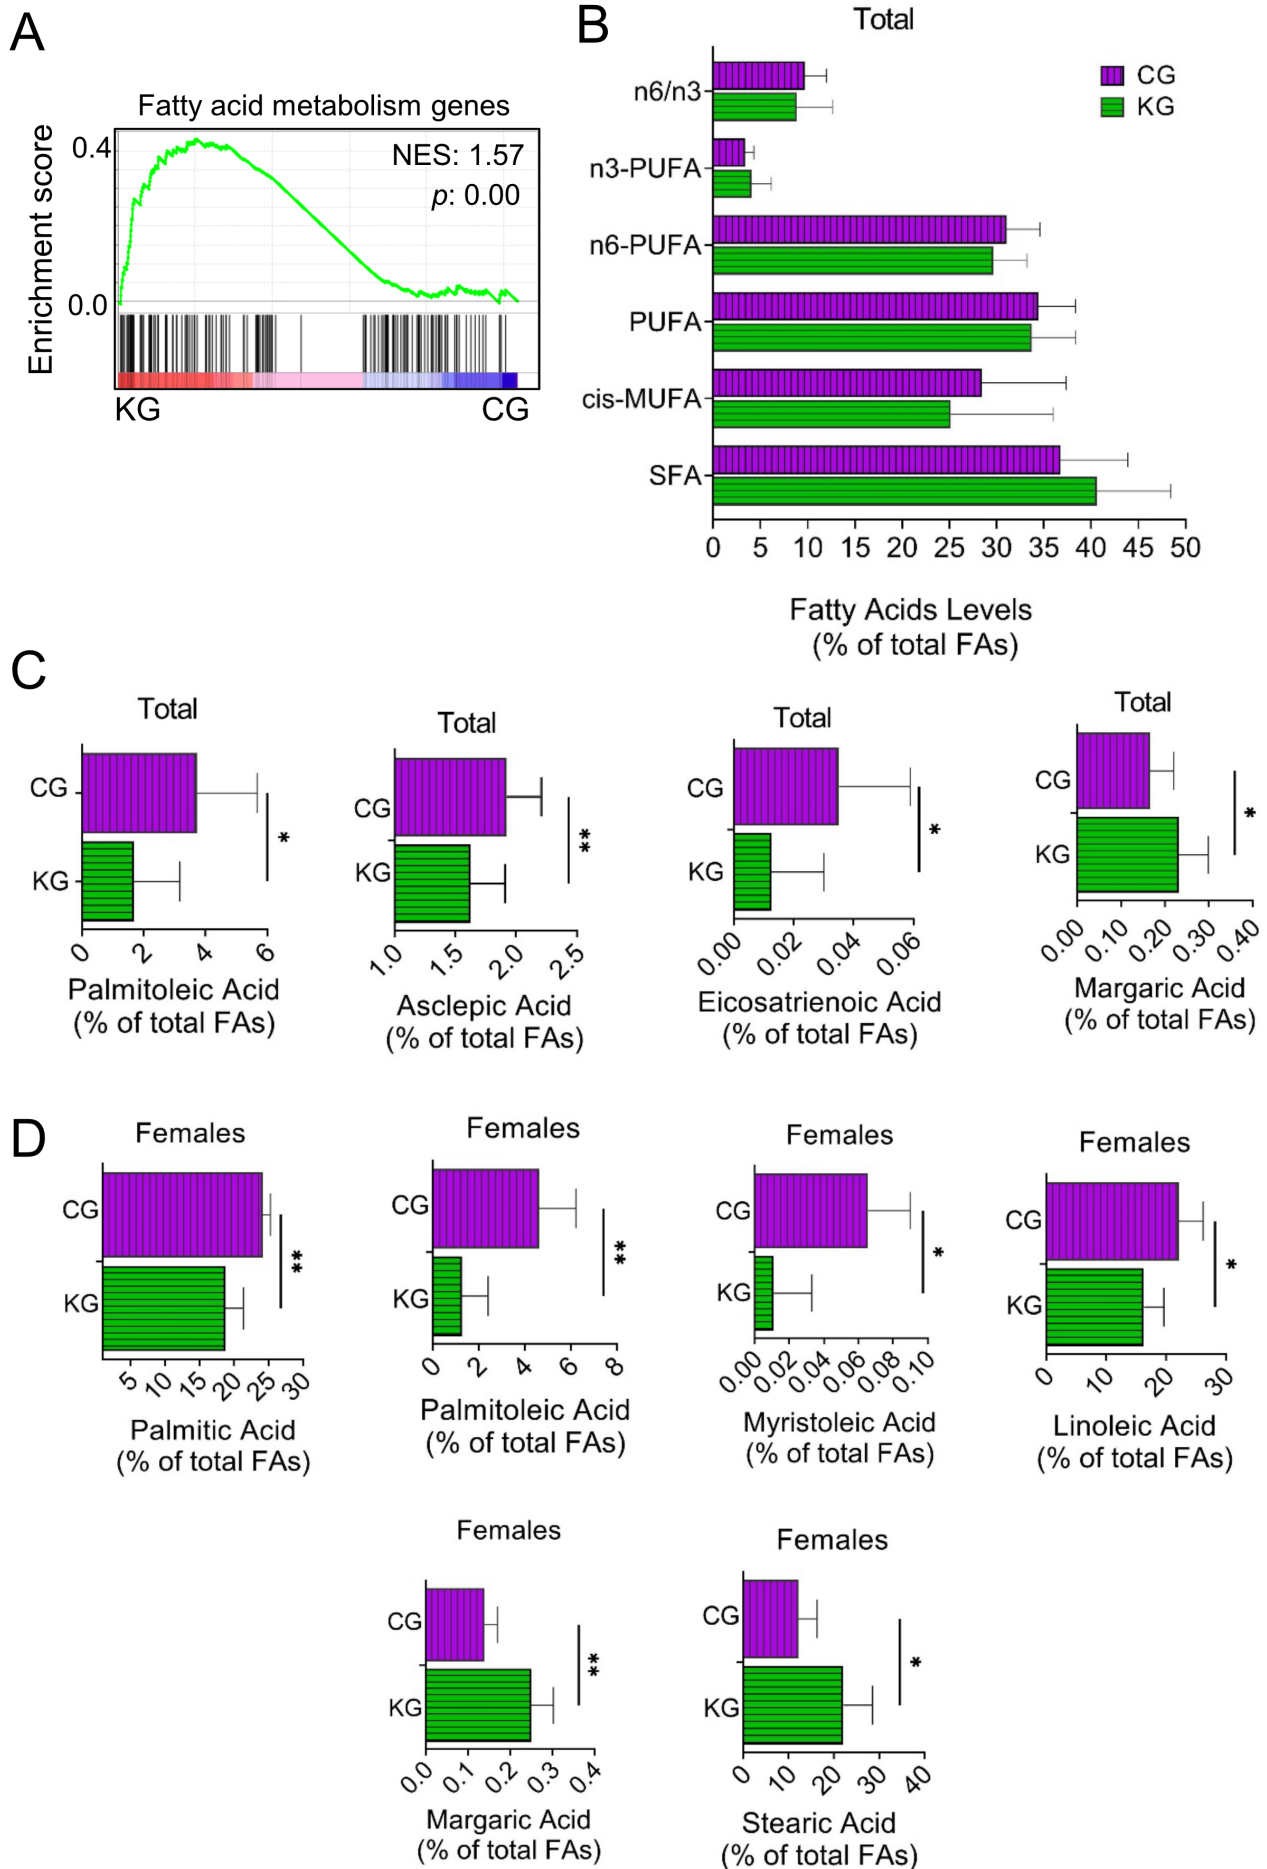 A
Fatty acid metabolism genes
Enrichment score
0.4
0.0
NES: 1.57
p: 0.00
KG
CG
B
Total
CG
KG
n6/n3
n3-PUFA
n6-PUFA
PUFA
cis-MUFA
SFA
0 5 10 15 20 25 30 35 40 45 50
Fatty Acids Levels
(% of total FAs)
C
Total
CG
KG
*
0 2 4 6
Palmitoleic Acid
(% of total FAs)
Total
CG
KG
**
1.0 1.5 2.0 2.5
Asclepic Acid
(% of total FAs)
Total
CG
KG
*
0.00 0.02 0.04 0.06
Eicosatrienoic Acid
(% of total FAs)
Total
CG
KG
*
0.00 0.10 0.20 0.30 0.40
Margaric Acid
(% of total FAs)
D
Females
CG
KG
**
5 10 15 20 25 30
Palmitic Acid
(% of total FAs)
Females
CG
KG
**
0 2 4 6 8
Palmitoleic Acid
(% of total FAs)
Females
CG
KG
*
0.00 0.02 0.04 0.06 0.08 0.10
Myristoleic Acid
(% of total FAs)
Females
CG
KG
*
0 10 20 30
Linoleic Acid
(% of total FAs)
Females
CG
KG
**
0.0 0.1 0.2 0.3 0.4
Margaric Acid
(% of total FAs)
Females
CG
KG
*
0 10 20 30 40
Stearic Acid
(% of total FAs)